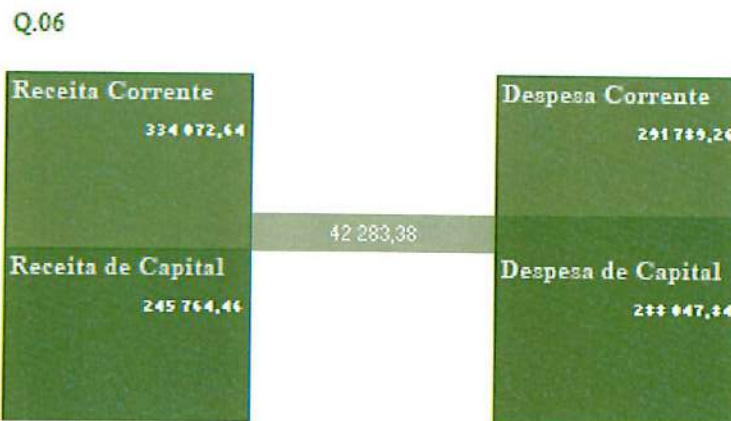 Q.06
Receita Corrente
334 072,64
Despesa Corrente
291 789,26
42 283,38
Receita de Capital
245 764,46
Despesa de Capital
288 047,84